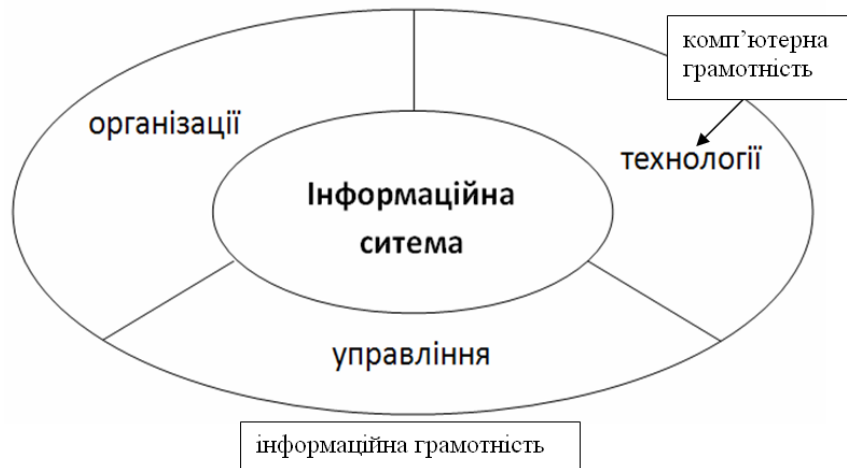 комп’ютерна
грамотність
організації
технології
Інформаційна
ситема
управління
інформаційна грамотність